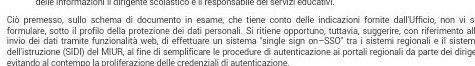 delle informazioni il dirigente scolastico e il responsabile dei servizi educativi.
Ciò premesso, sullo schema di documento in esame, che tiene conto delle indicazioni fornite dall'Ufficio, non vi s
formulare, sotto il profilo della protezione dei dati personali. Si ritiene opportuno, tuttavia, suggerire, con riferimento all
invio dei dati tramite funzionalità web, di effettuare un sistema "single sign on–SSO" tra i sistemi regionali e il sistem
dell'istruzione (SIDI) del MIUR, al fine di semplificare le procedure di autenticazione ai portali regionali da parte dei dirige
evitando al contempo la proliferazione delle credenziali di autenticazione.